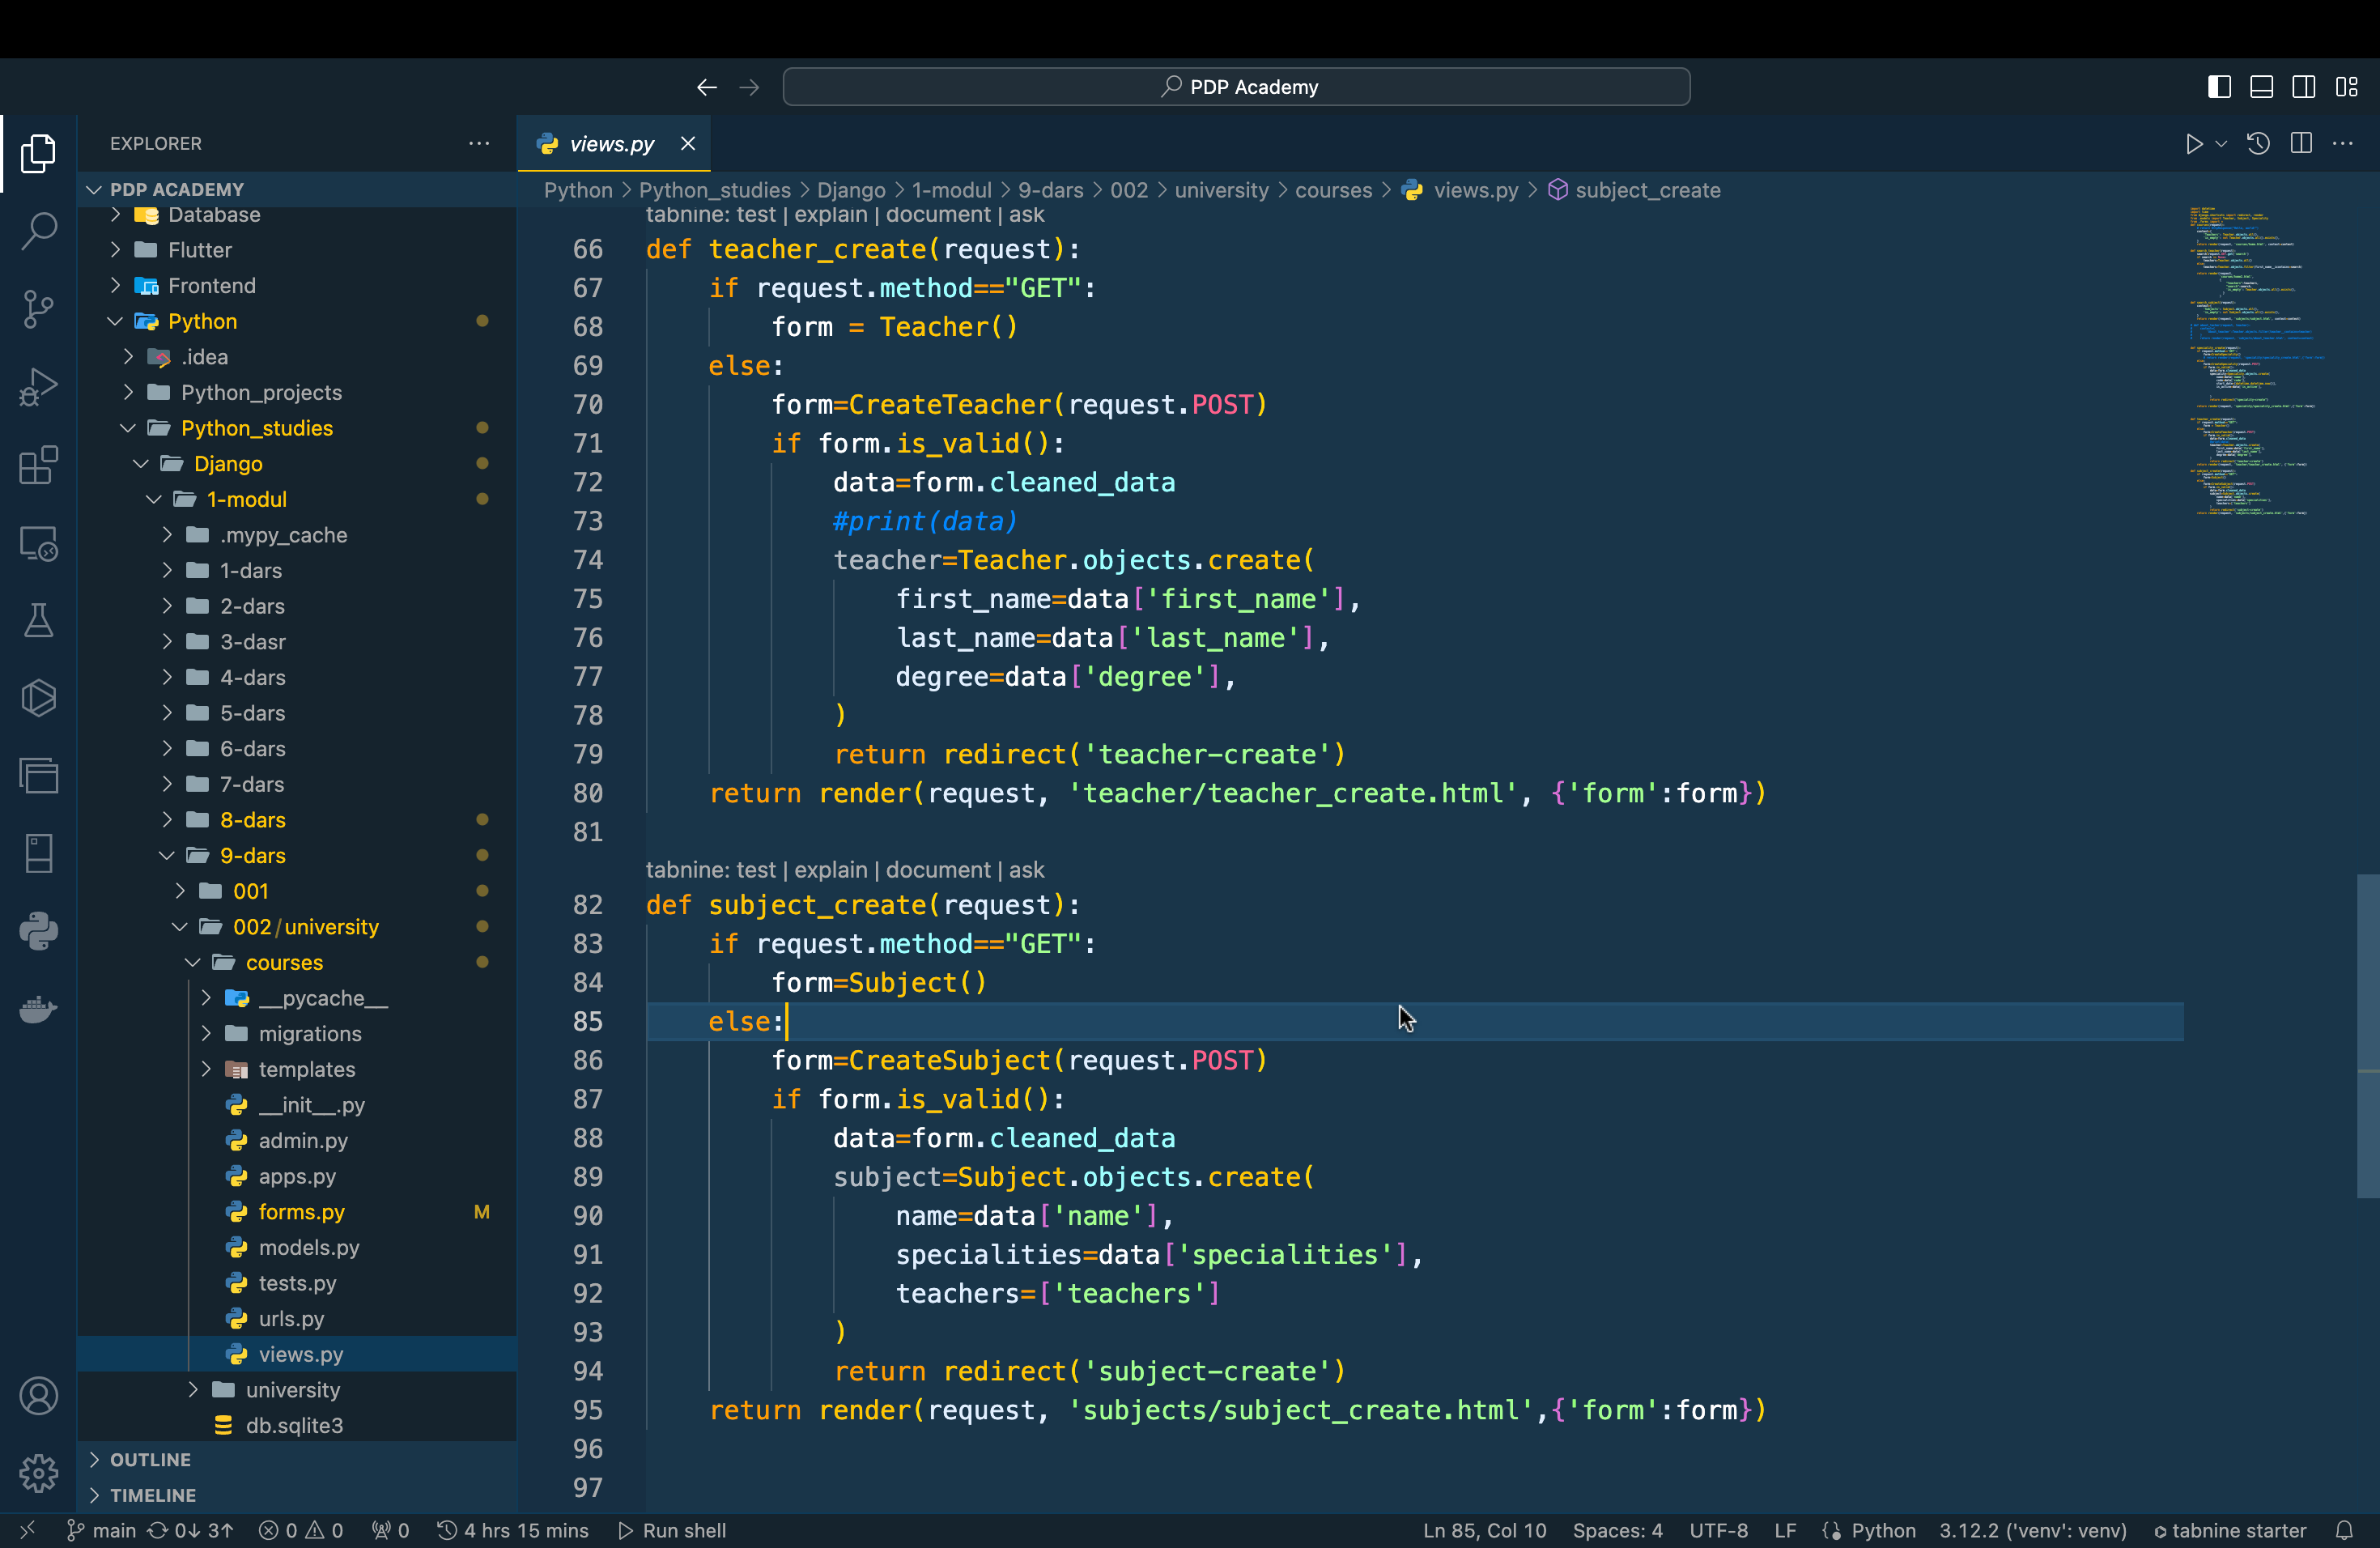 PDP Academy
EXPLORER
views.py
PDP ACADEMY
Python > Python_studies > Django > 1-modul > 9-dars > 002 > university > courses > views.py > subject_create
Database
Flutter
Frontend
Python
.idea
Python_projects
Python_studies
Django
1-modul
.mypy_cache
1-dars
2-dars
3-dasr
4-dars
5-dars
6-dars
7-dars
8-dars
9-dars
001
002/university
courses
__pycache__
migrations
templates
__init__.py
admin.py
apps.py
forms.py M
models.py
tests.py
urls.py
views.py
university
db.sqlite3
OUTLINE
TIMELINE
tabnine: test | explain | document | ask
66 def teacher_create(request):
67 if request.method=="GET":
68 form = Teacher()
69 else:
70 form=CreateTeacher(request.POST)
71 if form.is_valid():
72 data=form.cleaned_data
73 #print(data)
74 teacher=Teacher.objects.create(
75 first_name=data['first_name'],
76 last_name=data['last_name'],
77 degree=data['degree'],
78 )
79 return redirect('teacher-create')
80 return render(request, 'teacher/teacher_create.html', {'form':form})
81
tabnine: test | explain | document | ask
82 def subject_create(request):
83 if request.method=="GET":
84 form=Subject()
85 else:
86 form=CreateSubject(request.POST)
87 if form.is_valid():
88 data=form.cleaned_data
89 subject=Subject.objects.create(
90 name=data['name'],
91 specialities=data['specialities'],
92 teachers=['teachers']
93 )
94 return redirect('subject-create')
95 return render(request, 'subjects/subject_create.html',{'form':form})
96
97
main 0↓ 3↑ 0 0 0 4 hrs 15 mins Run shell Ln 85, Col 10 Spaces: 4 UTF-8 LF Python 3.12.2 ('venv': venv) tabnine starter